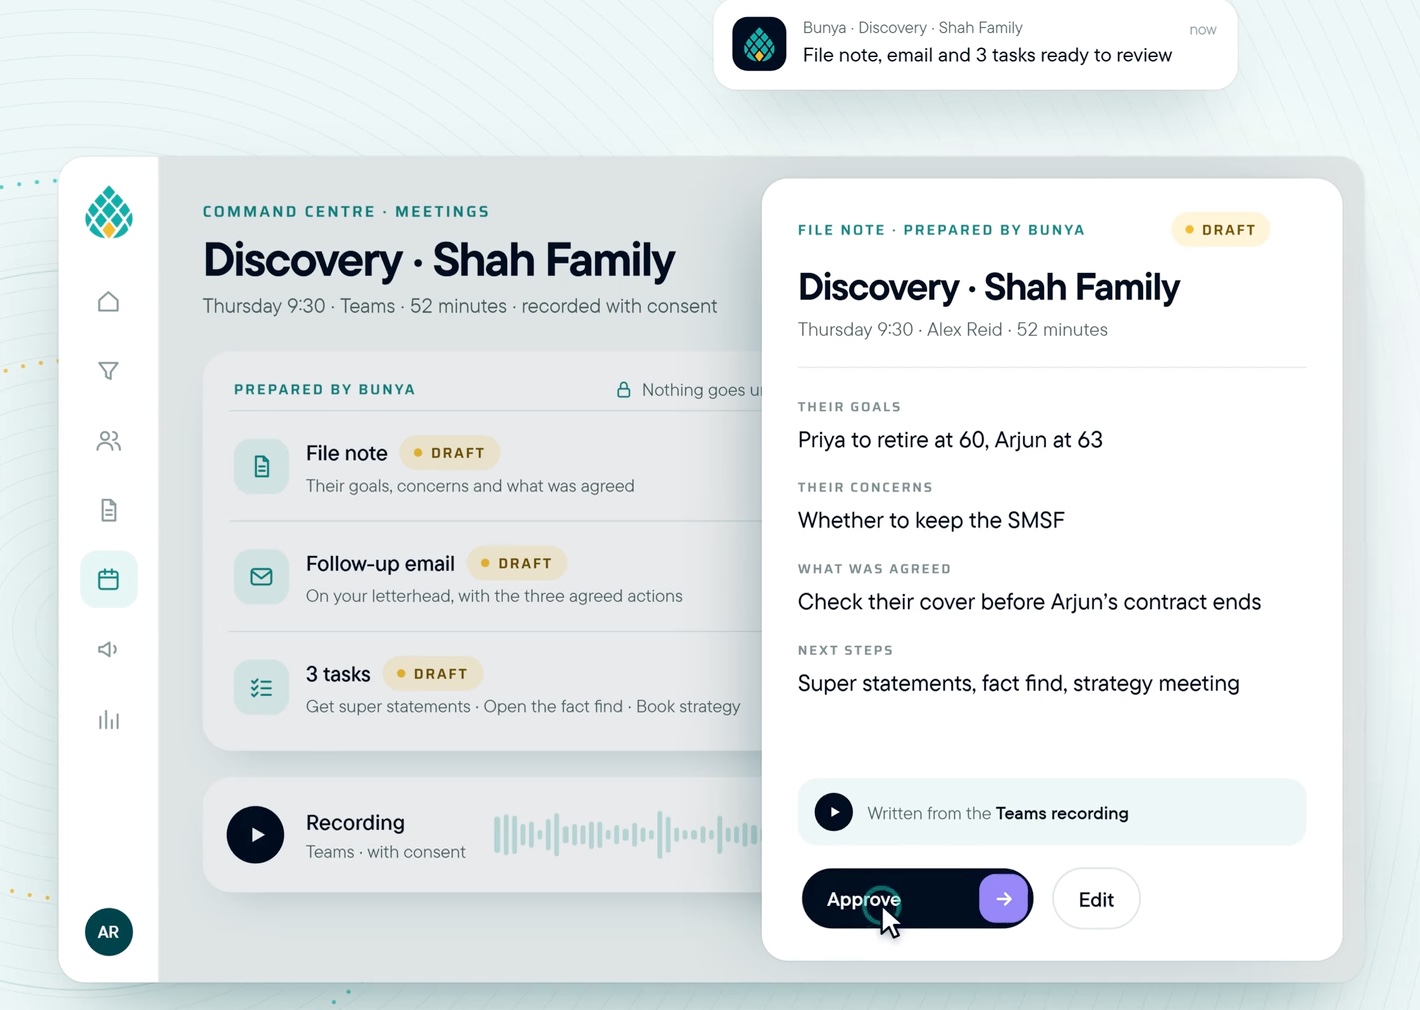 Bunya · Discovery · Shah Family
now
File note, email and 3 tasks ready to review
COMMAND CENTRE · MEETINGS
Discovery · Shah Family
Thursday 9:30 · Teams · 52 minutes · recorded with consent
PREPARED BY BUNYA
Nothing goes
File note
DRAFT
Their goals, concerns and what was agreed
Follow-up email
DRAFT
On your letterhead, with the three agreed actions
3 tasks
DRAFT
Get super statements · Open the fact find · Book strategy
Recording
Teams · with consent
AR
FILE NOTE · PREPARED BY BUNYA
DRAFT
Discovery · Shah Family
Thursday 9:30 · Alex Reid · 52 minutes
THEIR GOALS
Priya to retire at 60, Arjun at 63
THEIR CONCERNS
Whether to keep the SMSF
WHAT WAS AGREED
Check their cover before Arjun's contract ends
NEXT STEPS
Super statements, fact find, strategy meeting
Written from the Teams recording
Approve
Edit